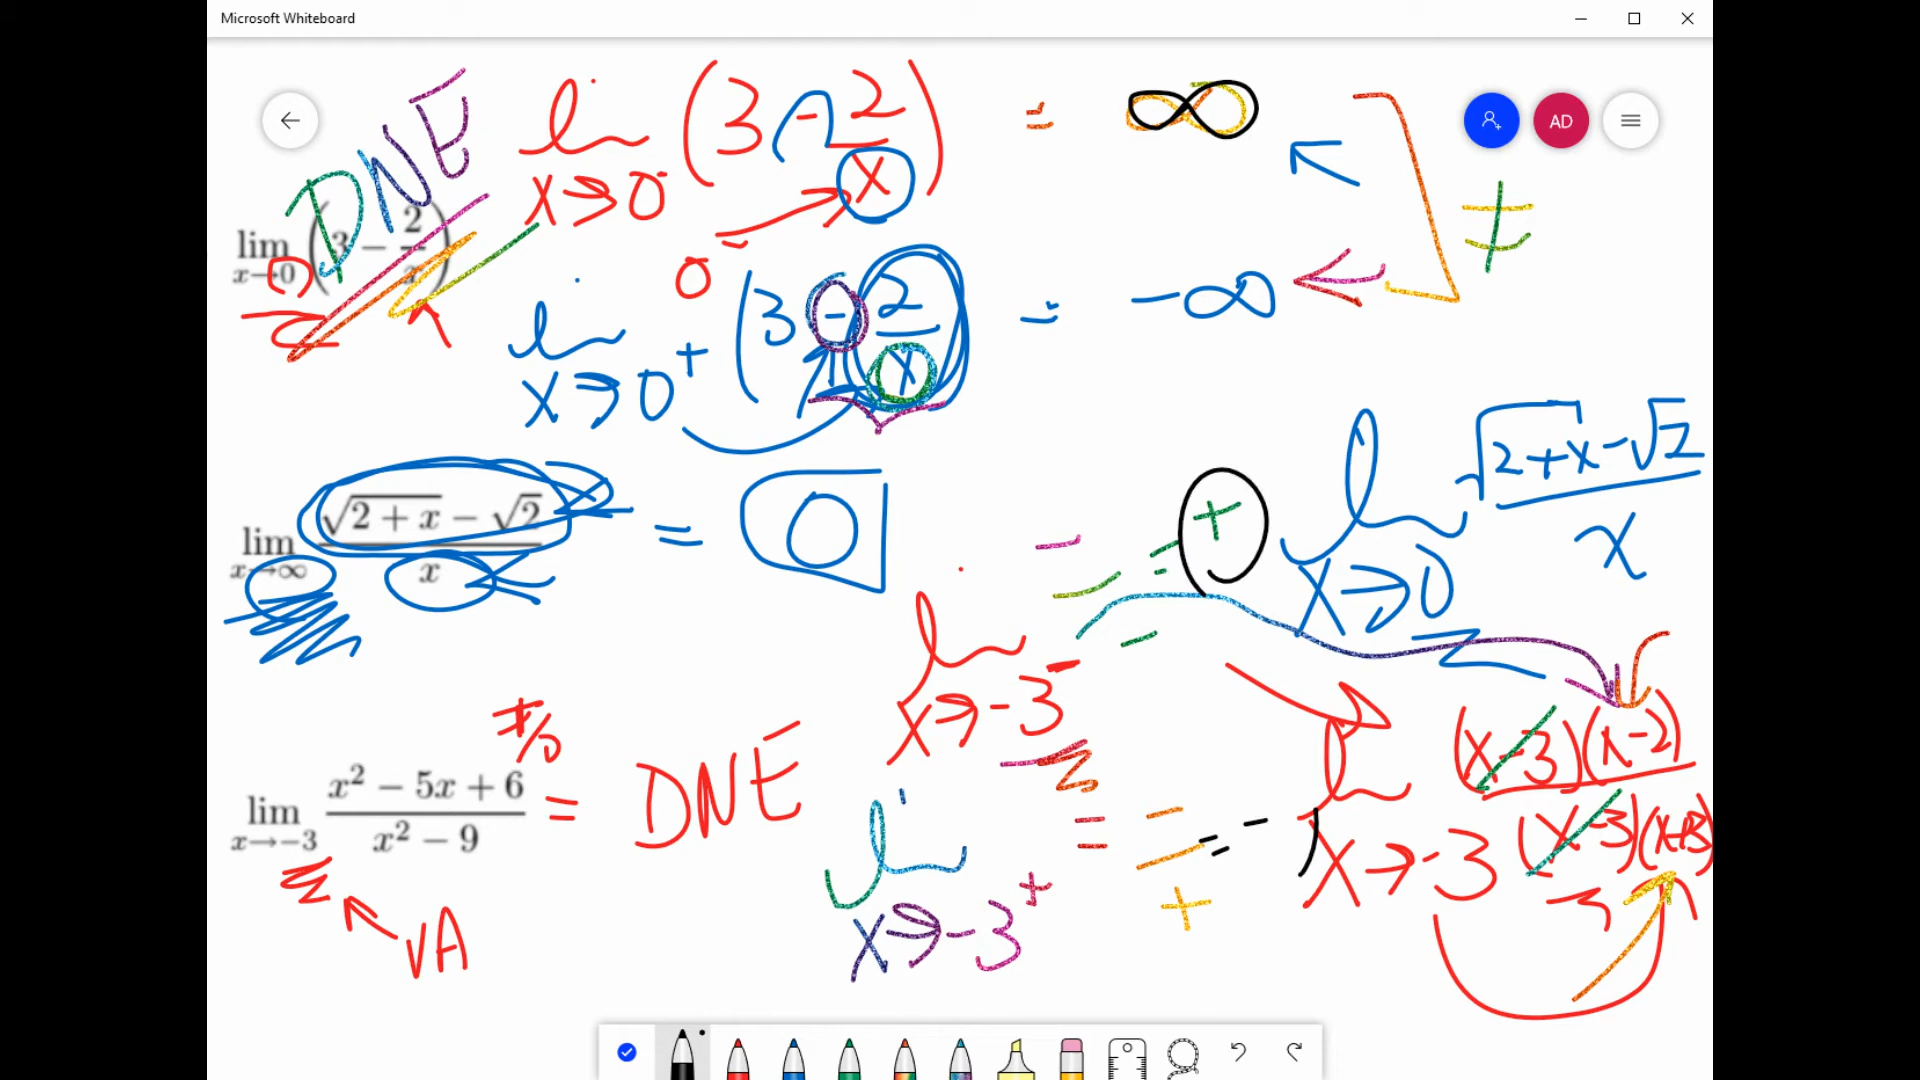 Microsoft Whiteboard
DNE
lim x→0 (3 - 2/x) = ∞
AD
lim x→0 (3 − 2/x)
≠
0
lim x→0+ (3 - 2/x) = -∞
lim x→∞ (√(2 + x) − √2)/x = 0
lim x→0 (√(2+x) - √2)/x
lim x→-3- = +
lim x→−3 (x² − 5x + 6)/(x² − 9) = DNE
#/0
lim x→-3 (x-3)(x-2)/(x-3)(x+3)
lim x→-3+ = - - / + = -
VA